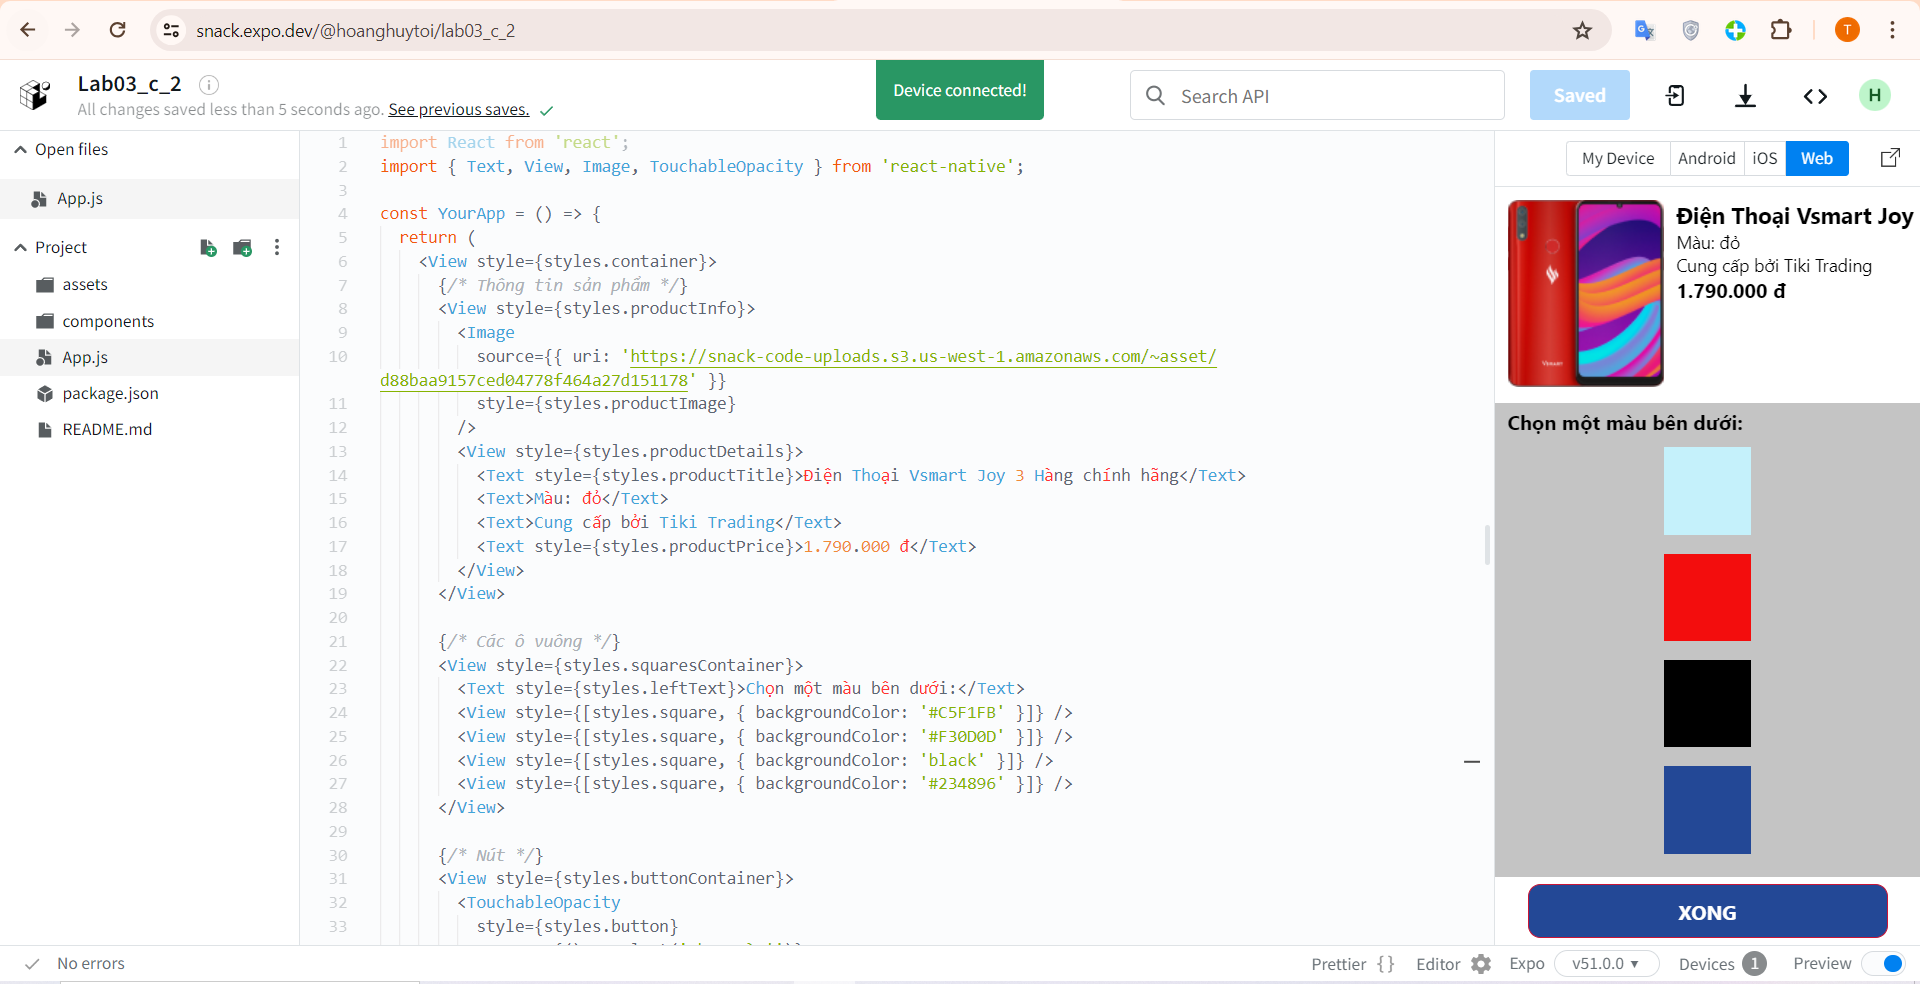 snack.expo.dev/@hoanghuytoi/lab03_c_2
T
Lab03_c_2
All changes saved less than 5 seconds ago. See previous saves.
Device connected!
Search API
Saved
H
Open files
App.js
Project
assets
components
App.js
package.json
README.md
1 import React from 'react';
2 import { Text, View, Image, TouchableOpacity } from 'react-native';
3
4 const YourApp = () => {
5 return (
6 <View style={styles.container}>
7 {/* Thông tin sản phẩm */}
8 <View style={styles.productInfo}>
9 <Image
10 source={{ uri: 'https://snack-code-uploads.s3.us-west-1.amazonaws.com/~asset/
d88baa9157ced04778f464a27d151178' }}
11 style={styles.productImage}
12 />
13 <View style={styles.productDetails}>
14 <Text style={styles.productTitle}>Điện Thoại Vsmart Joy 3 Hàng chính hãng</Text>
15 <Text>Màu: đỏ</Text>
16 <Text>Cung cấp bởi Tiki Trading</Text>
17 <Text style={styles.productPrice}>1.790.000 đ</Text>
18 </View>
19 </View>
20
21 {/* Các ô vuông */}
22 <View style={styles.squaresContainer}>
23 <Text style={styles.leftText}>Chọn một màu bên dưới:</Text>
24 <View style={[styles.square, { backgroundColor: '#C5F1FB' }]} />
25 <View style={[styles.square, { backgroundColor: '#F30D0D' }]} />
26 <View style={[styles.square, { backgroundColor: 'black' }]} />
27 <View style={[styles.square, { backgroundColor: '#234896' }]} />
28 </View>
29
30 {/* Nút */}
31 <View style={styles.buttonContainer}>
32 <TouchableOpacity
33 style={styles.button}
My Device Android iOS Web
Điện Thoại Vsmart Joy
Màu: đỏ
Cung cấp bởi Tiki Trading
1.790.000 đ
Vsmart
Chọn một màu bên dưới:
XONG
No errors
Prettier {} Editor Expo v51.0.0 Devices 1 Preview